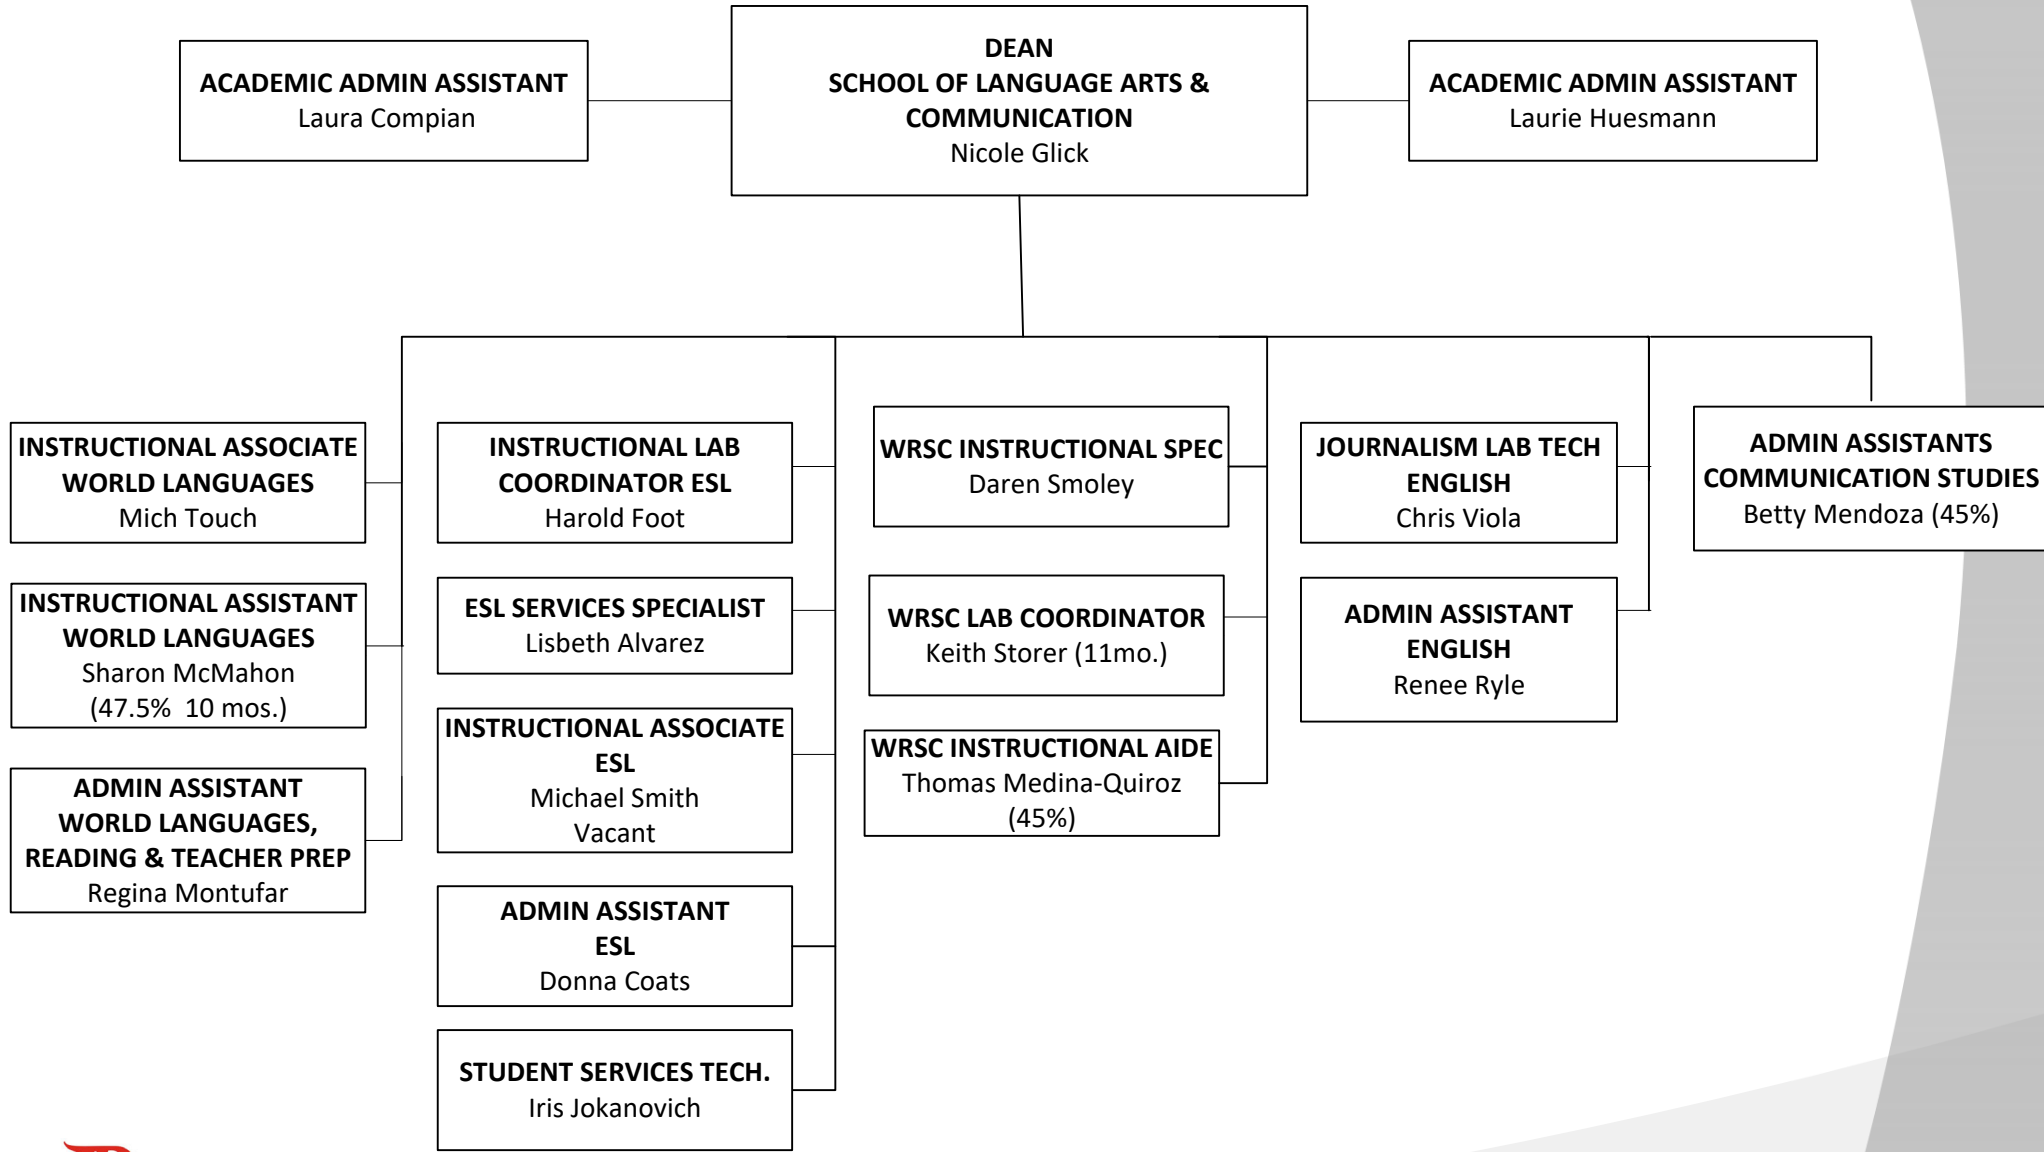 ACADEMIC ADMIN ASSISTANT
Laura Compian
DEAN
SCHOOL OF LANGUAGE ARTS &
COMMUNICATION
Nicole Glick
ACADEMIC ADMIN ASSISTANT
Laurie Huesmann
INSTRUCTIONAL ASSOCIATE
WORLD LANGUAGES
Mich Touch
INSTRUCTIONAL ASSISTANT
WORLD LANGUAGES
Sharon McMahon
(47.5%  10 mos.)
ADMIN ASSISTANT
WORLD LANGUAGES,
READING & TEACHER PREP
Regina Montufar
INSTRUCTIONAL LAB
COORDINATOR ESL
Harold Foot
ESL SERVICES SPECIALIST
Lisbeth Alvarez
INSTRUCTIONAL ASSOCIATE
ESL
Michael Smith
Vacant
ADMIN ASSISTANT
ESL
Donna Coats
STUDENT SERVICES TECH.
Iris Jokanovich
WRSC INSTRUCTIONAL SPEC
Daren Smoley
WRSC LAB COORDINATOR
Keith Storer (11mo.)
WRSC INSTRUCTIONAL AIDE
Thomas Medina-Quiroz
(45%)
JOURNALISM LAB TECH
ENGLISH
Chris Viola
ADMIN ASSISTANT
ENGLISH
Renee Ryle
ADMIN ASSISTANTS
COMMUNICATION STUDIES
Betty Mendoza (45%)